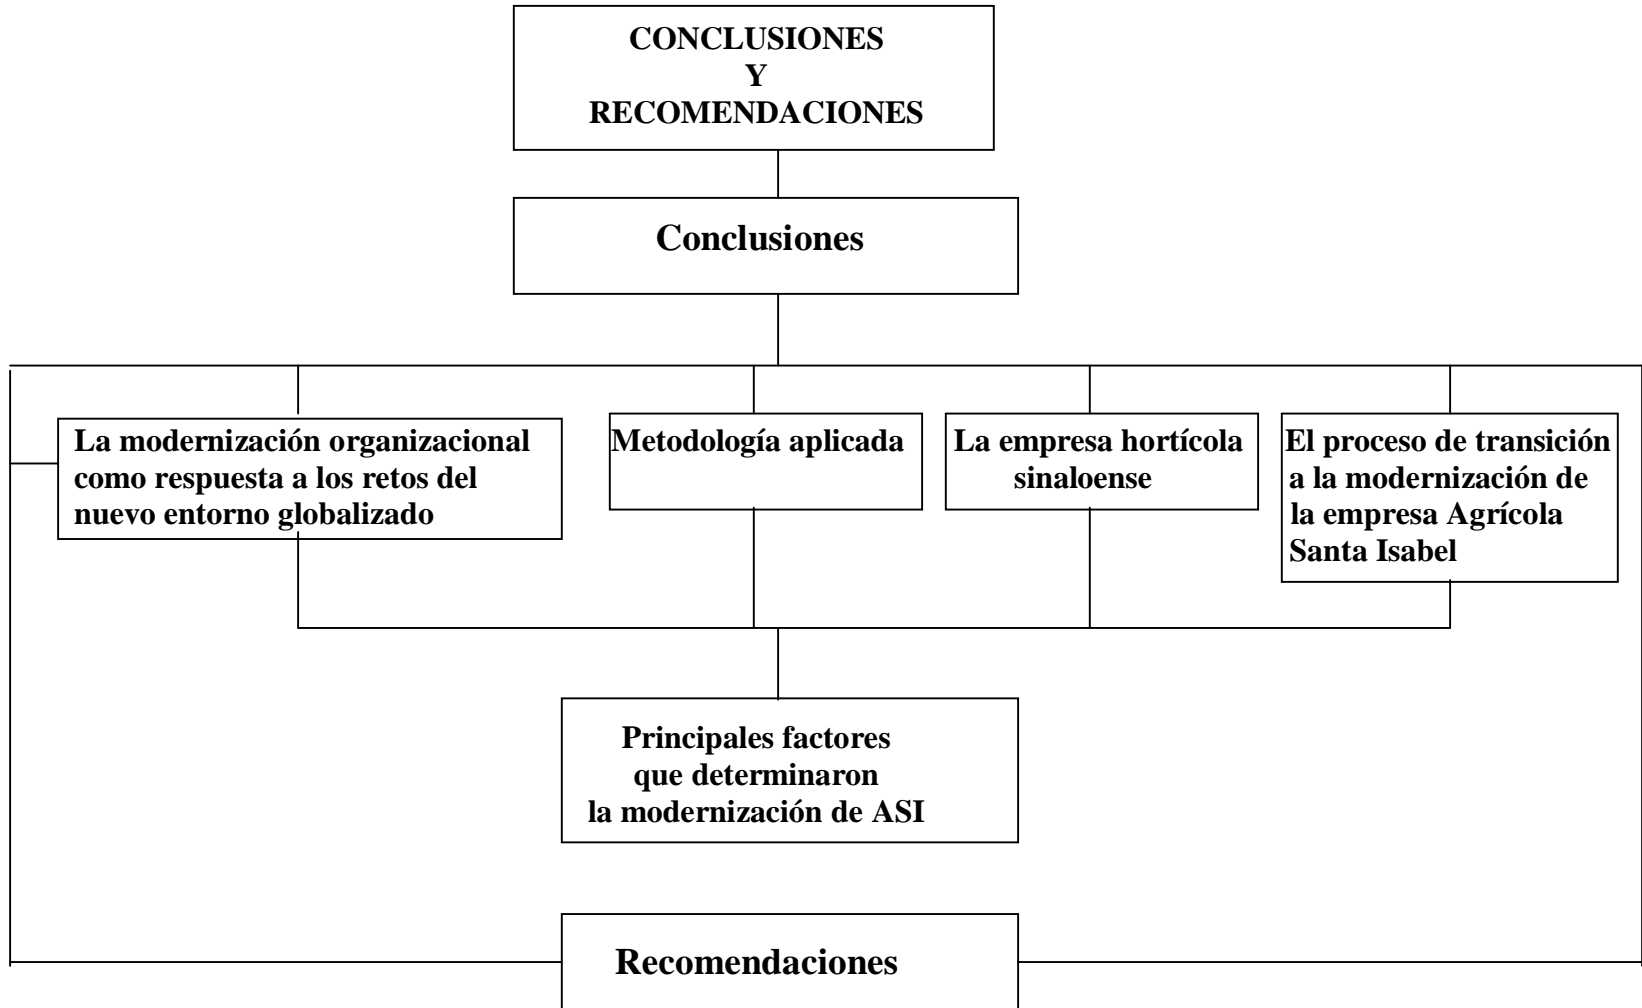 CONCLUSIONES
Y
RECOMENDACIONES
Conclusiones
La modernización organizacional
como respuesta a los retos del
nuevo entorno globalizado
Metodología aplicada
La empresa hortícola
sinaloense
El proceso de transición
a la modernización de
la empresa Agrícola
Santa Isabel
Principales factores
que determinaron
la modernización de ASI
Recomendaciones